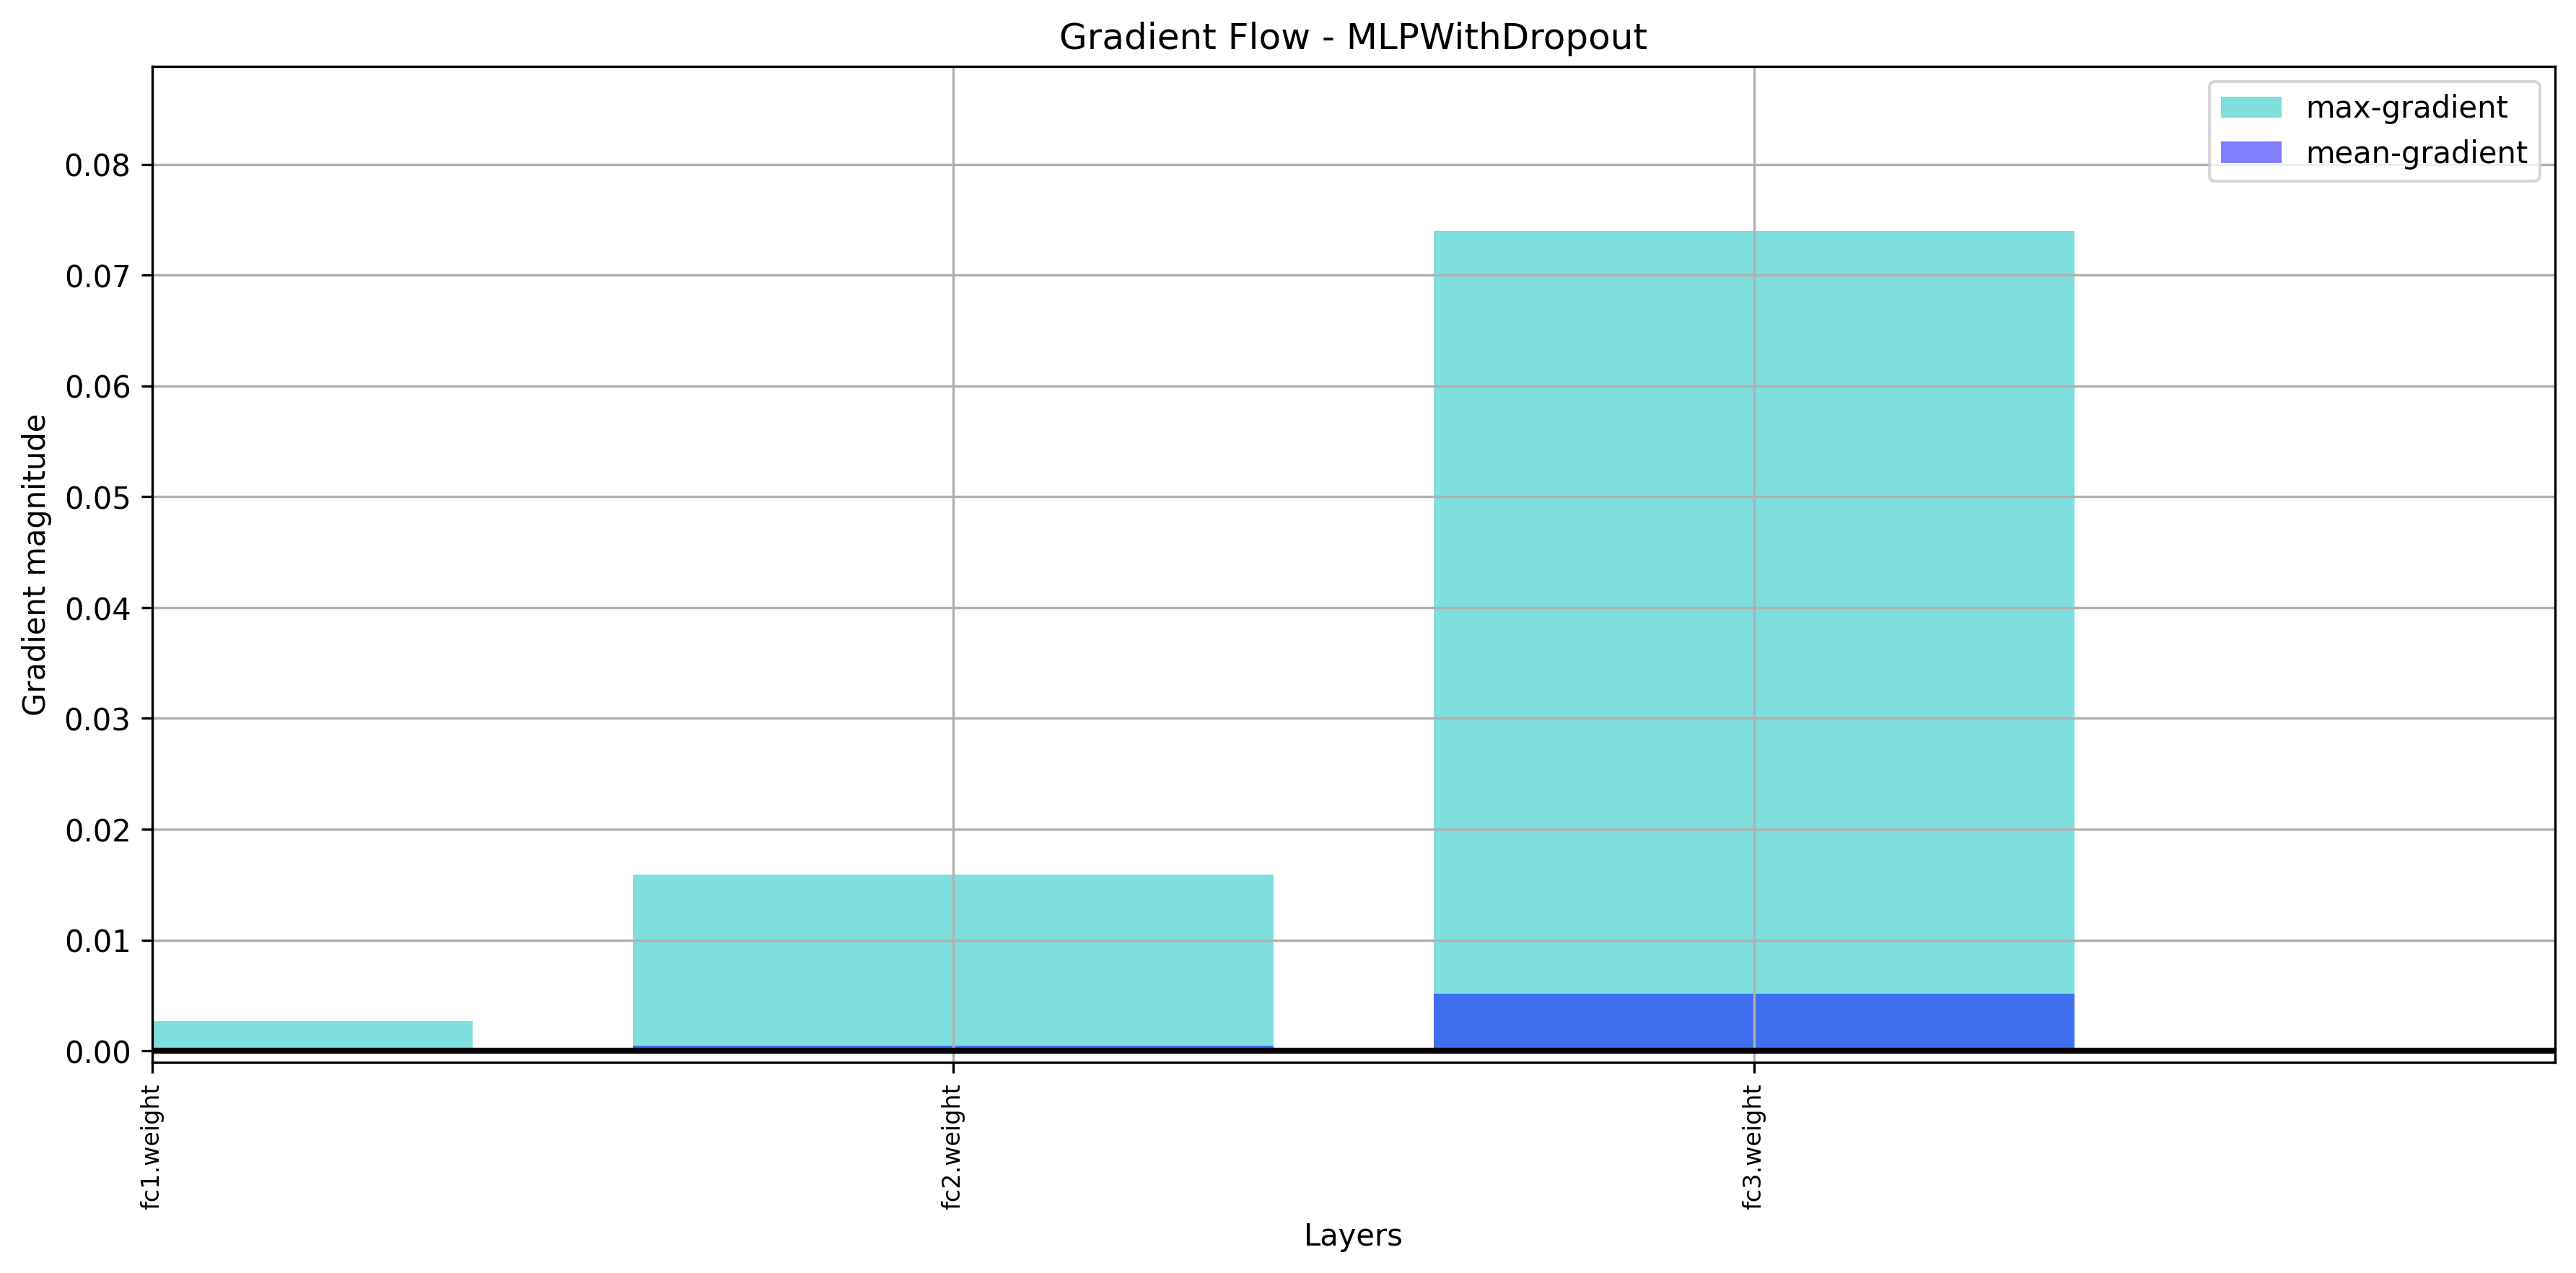 Gradient Flow - MLPWithDropout
max-gradient
mean-gradient
Gradient magnitude
0.08
0.07
0.06
0.05
0.04
0.03
0.02
0.01
0.00
fc1.weight
fc2.weight
fc3.weight
Layers